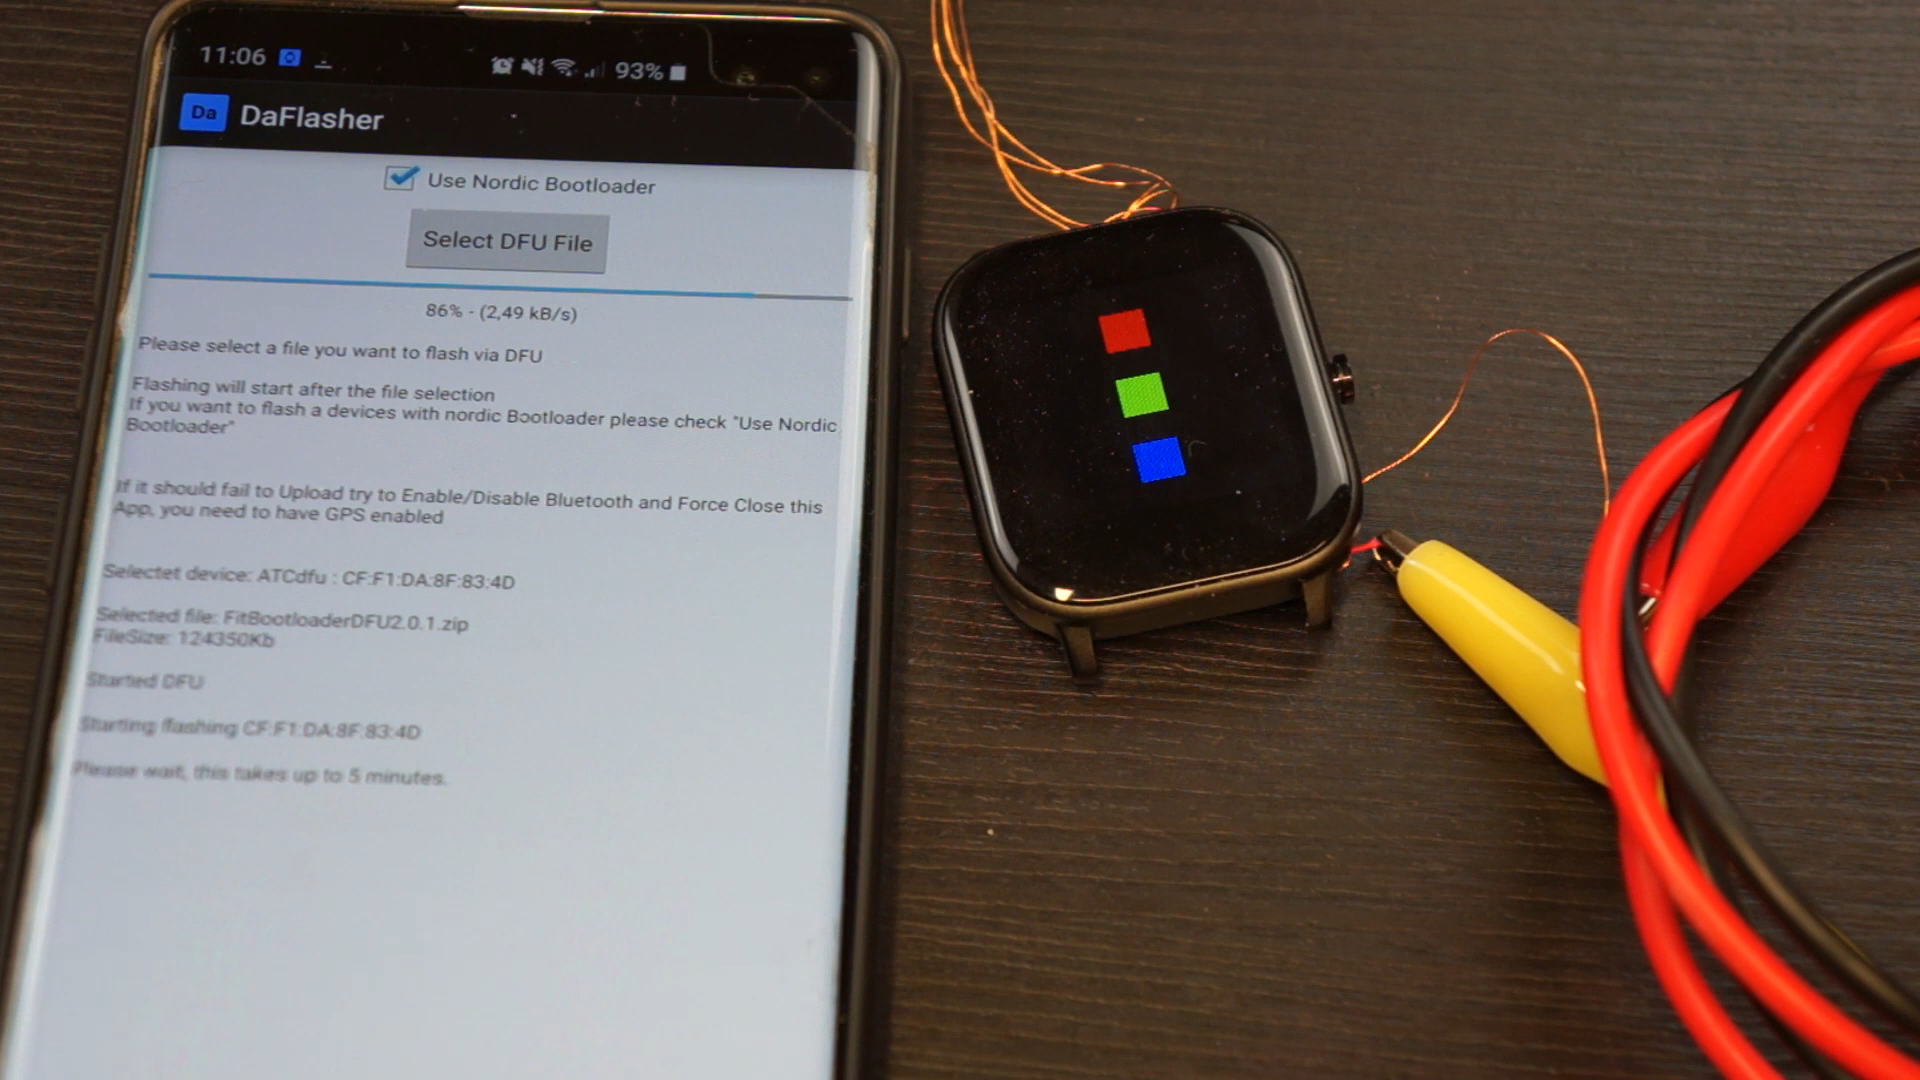 11:06
93%
Da
DaFlasher
Use Nordic Bootloader
Select DFU File
86% - (2,49 kB/s)
Please select a file you want to flash via DFU
Flashing will start after the file selection
If you want to flash a devices with nordic Bootloader please check "Use Nordic
Bootloader"
If it should fail to Upload try to Enable/Disable Bluetooth and Force Close this
App, you need to have GPS enabled
Selectet device: ATCdfu : CF:F1:DA:8F:83:4D
Selected file: FitBootloaderDFU2.0.1.zip
FileSize: 124350Kb
Started DFU
Starting flashing CF:F1:DA:8F:83:4D
Please wait, this takes up to 5 minutes.